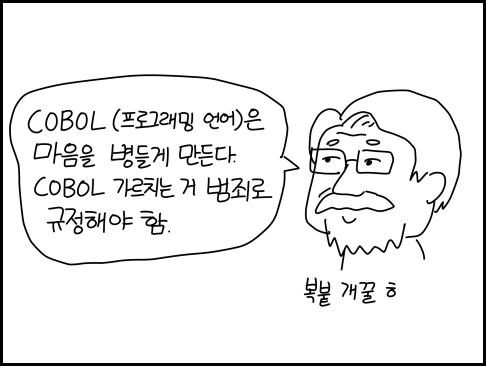 COBOL (프로그래밍 언어)은
마음을 병들게 만든다.
COBOL 가르치는 거 범죄로
규정해야 함.
복붙 개꿀 ㅎ